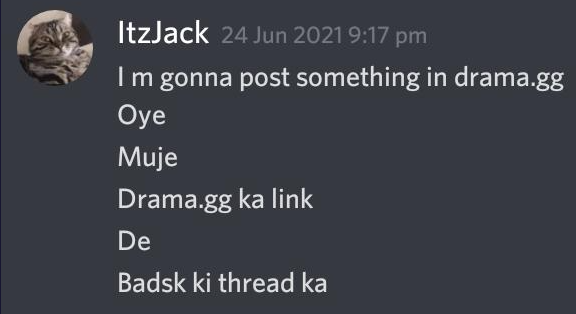 ItzJack 24 Jun 2021 9:17 pm
I m gonna post something in drama.gg
Oye
Muje
Drama.gg ka link
De
Badsk ki thread ka